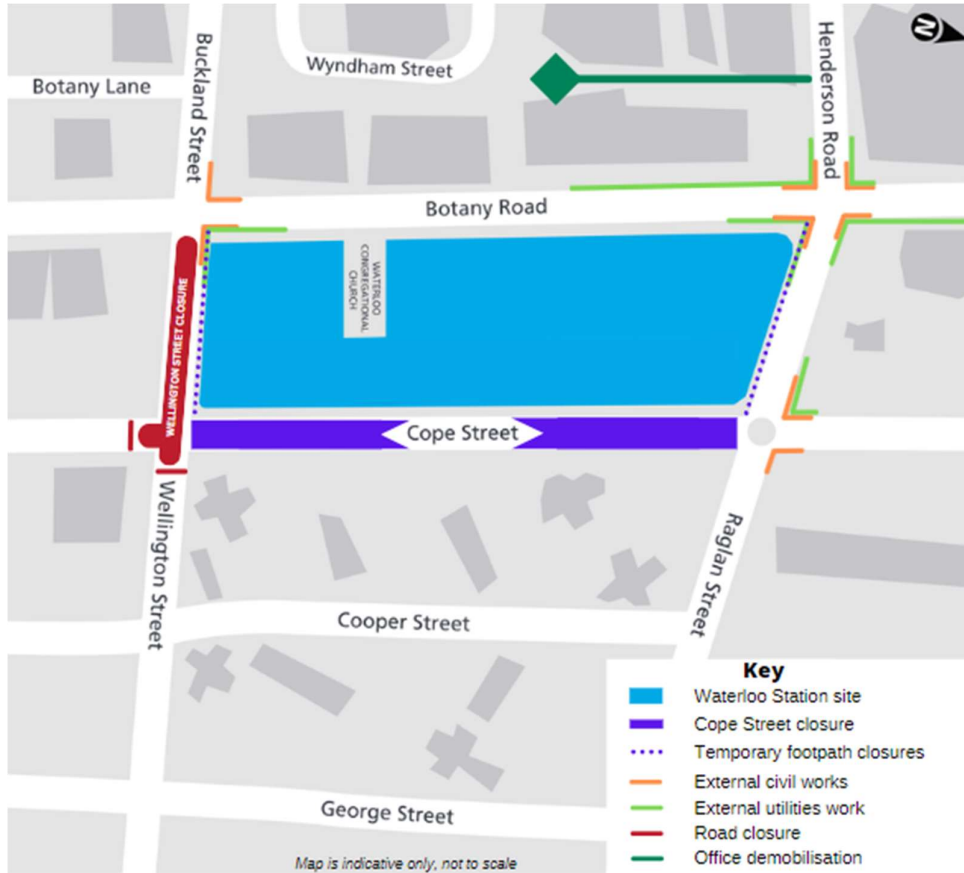 Botany Lane
Buckland Street
Wyndham Street
Henderson Road
N
Botany Road
WATERLOO
CONGREGATIONAL
CHURCH
WELLINGTON STREET CLOSURE
Cope Street
Wellington Street
Raglan Street
Cooper Street
George Street
Map is indicative only, not to scale
Key
Waterloo Station site
Cope Street closure
Temporary footpath closures
External civil works
External utilities work
Road closure
Office demobilisation